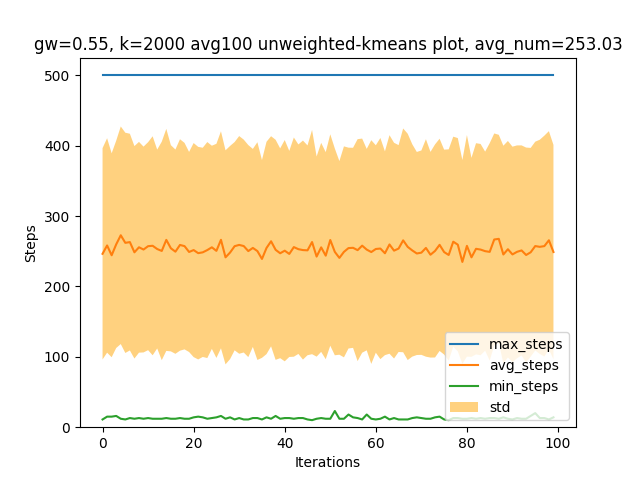 gw=0.55, k=2000 avg100 unweighted-kmeans plot, avg_num=253.03
500
400
300
200
100
0
Steps
max_steps
avg_steps
min_steps
std
0
20
40
60
80
100
Iterations